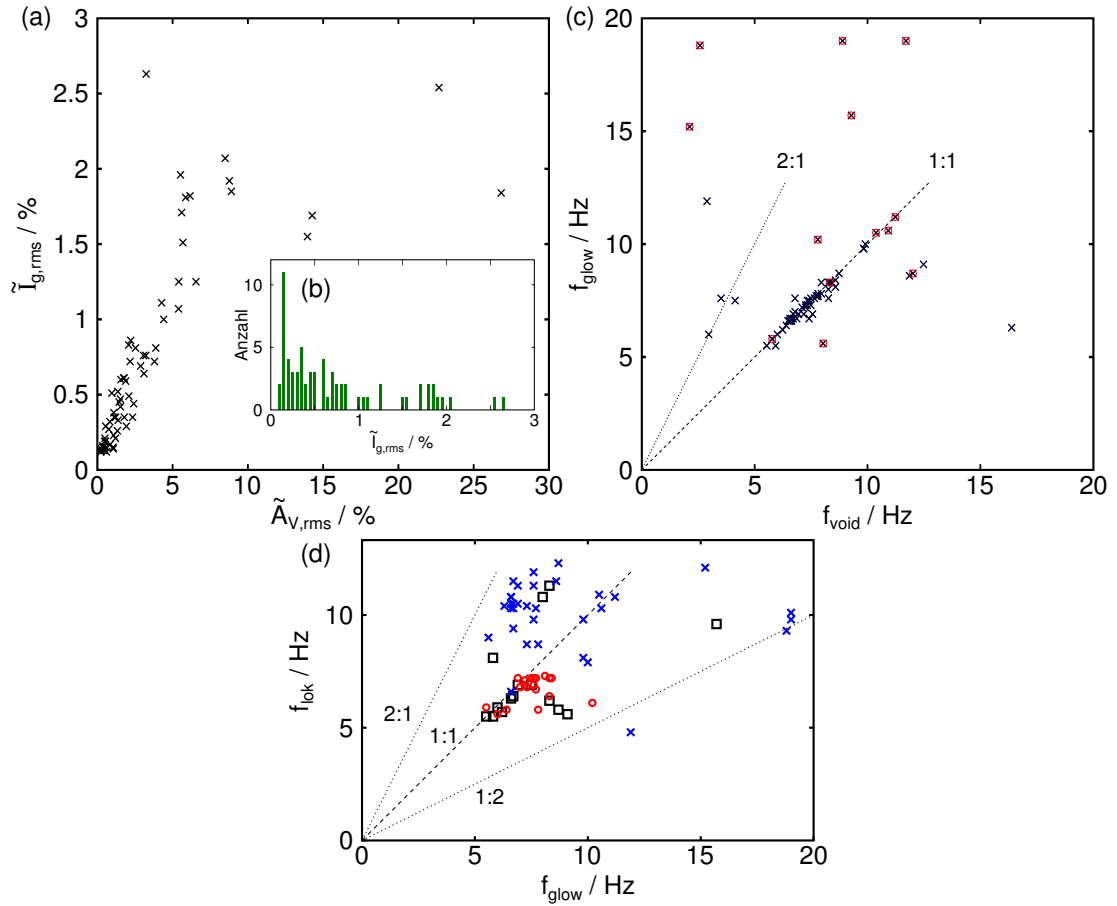 (a)
3
2.5
2
1.5
1
0.5
0
Ĩg,rms / %
0 5 10 15 20 25 30
ÃV,rms / %
(b)
10
5
0
Anzahl
0 1 2 3
Ĩg,rms / %
(c)
20
15
10
5
0
fglow / Hz
2:1
1:1
0 5 10 15 20
fvoid / Hz
(d)
10
5
0
flok / Hz
2:1
1:1
1:2
0 5 10 15 20
fglow / Hz